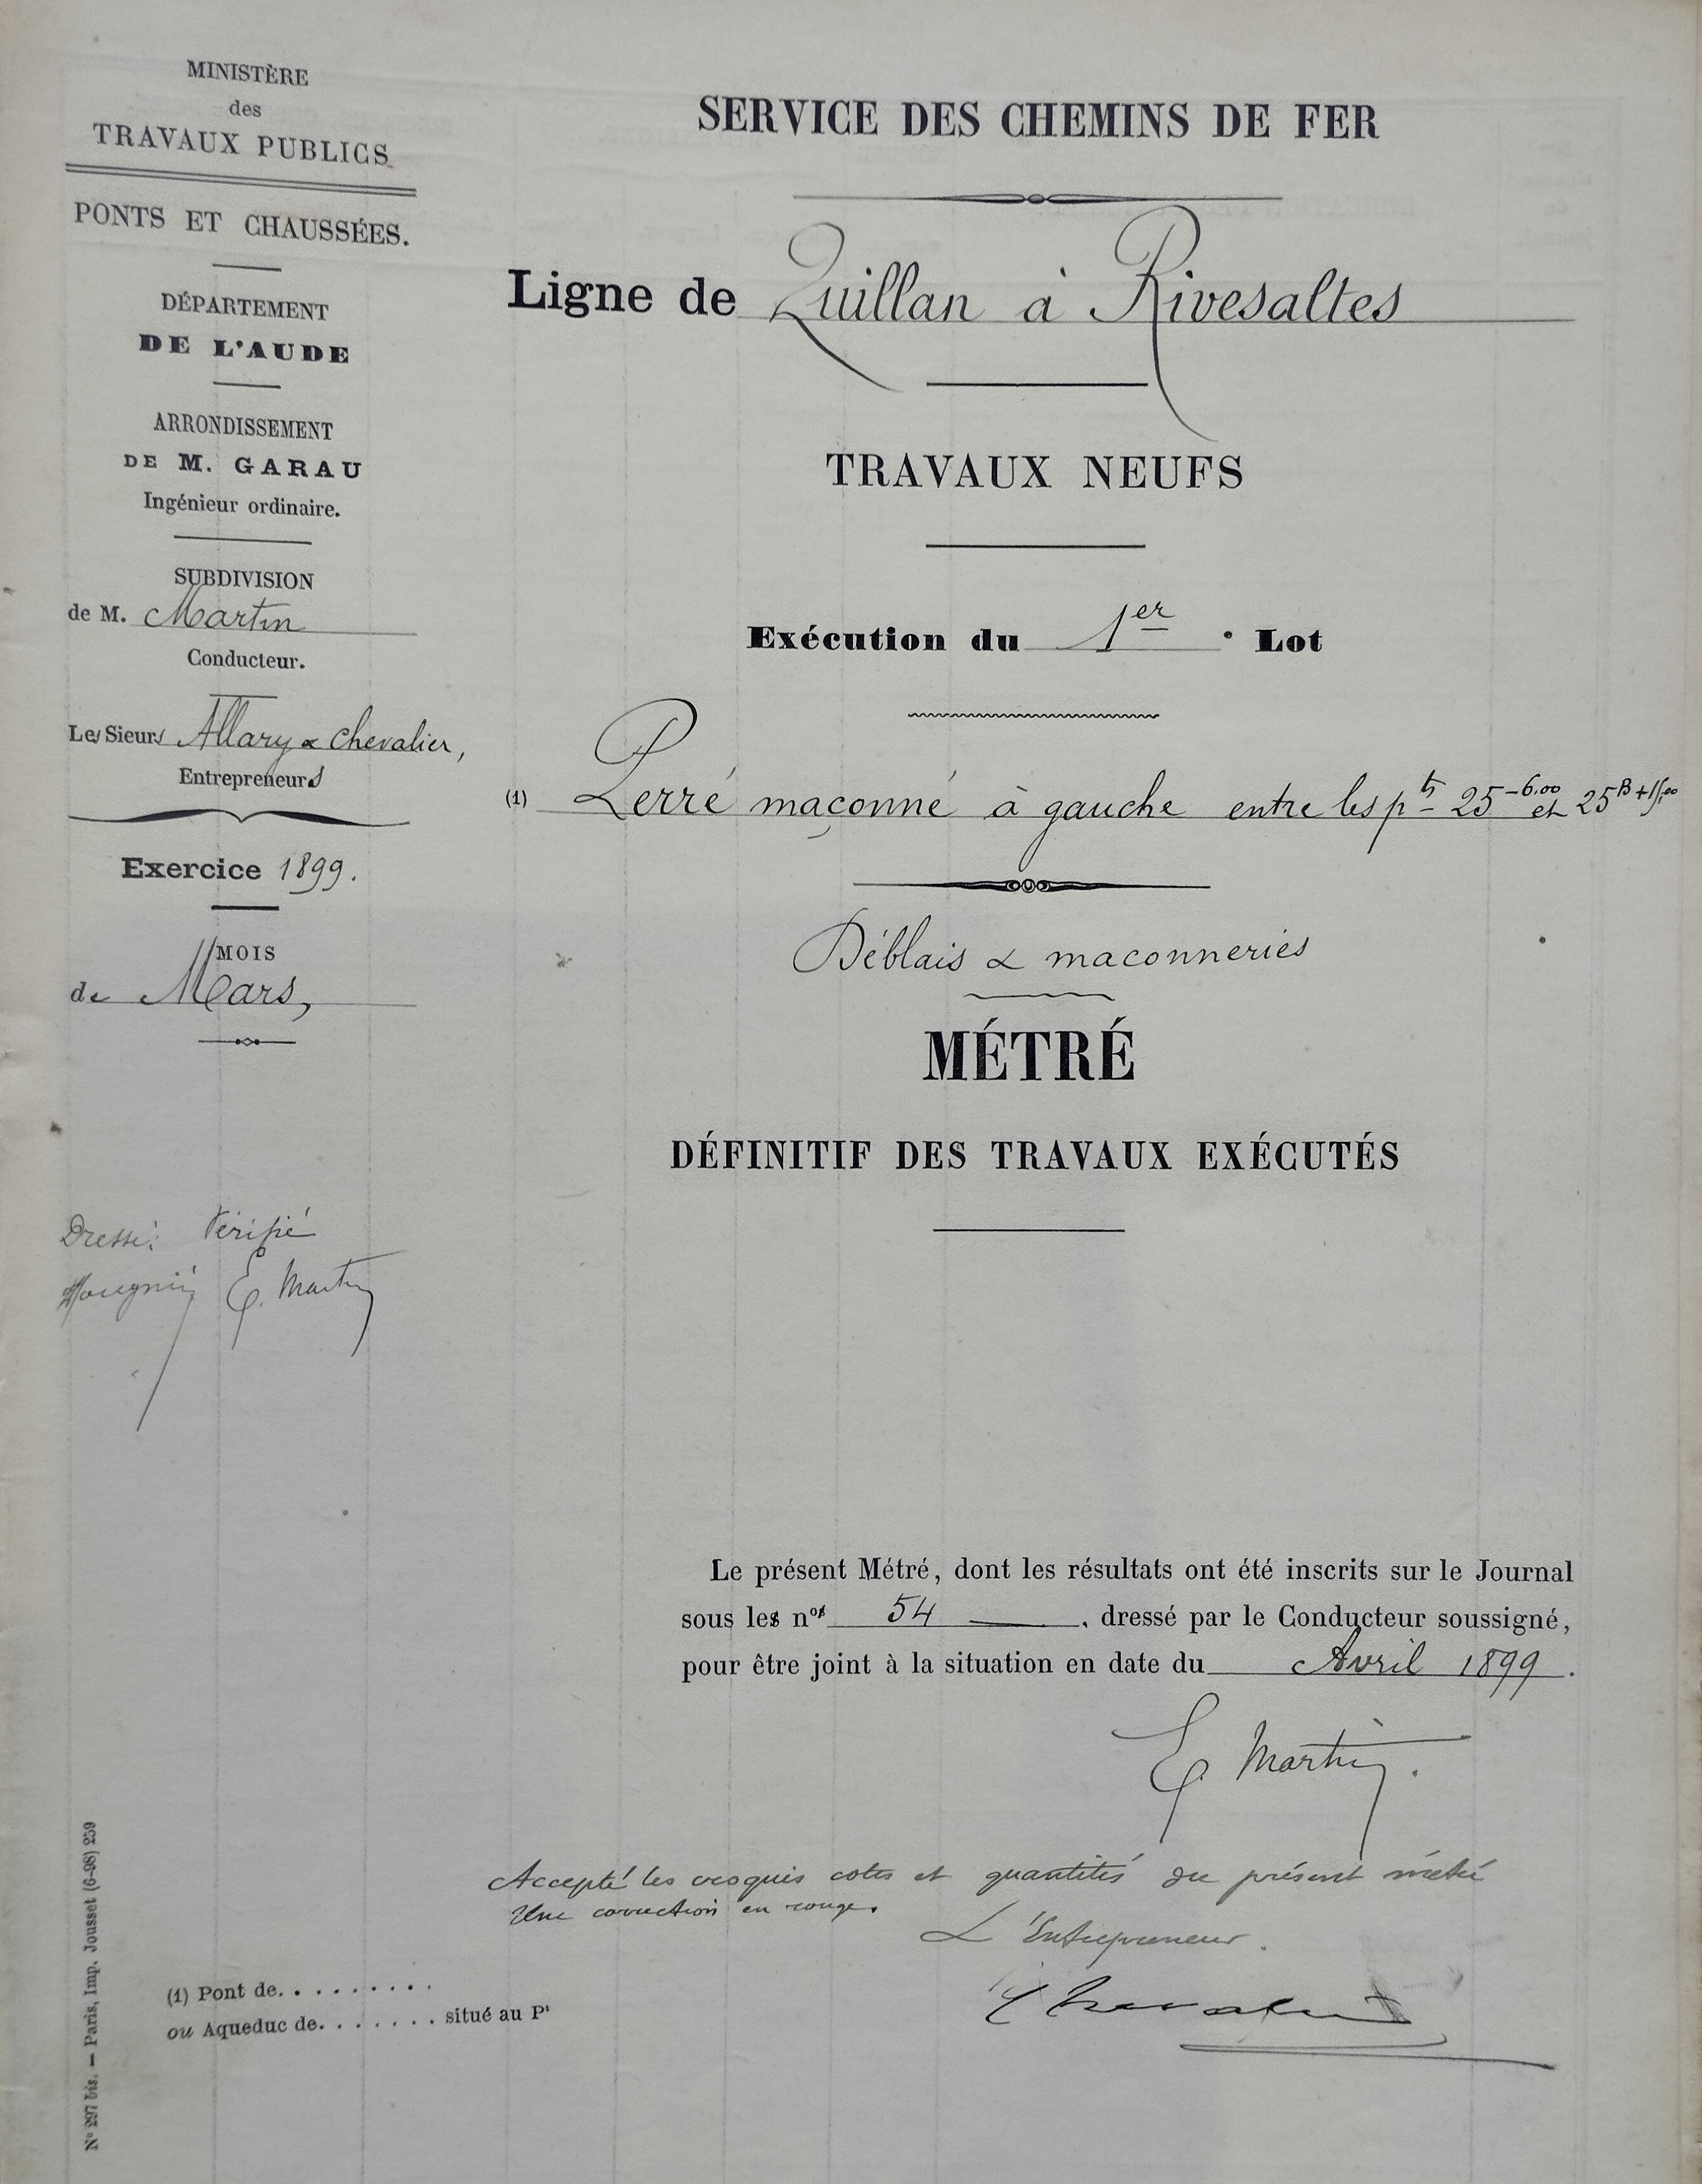 MINISTÈRE
des
TRAVAUX PUBLICS
PONTS ET CHAUSSÉES.
DÉPARTEMENT
DE L'AUDE
ARRONDISSEMENT
DE M. GARAU
Ingénieur ordinaire.
SUBDIVISION
de M. Martin
Conducteur.
Les Sieurs Allary & Chevalier,
Entrepreneurs
Exercice 1899.
MOIS
de Mars,
Dressé: Vérifié
E. Martin
SERVICE DES CHEMINS DE FER
Ligne de Quillan à Rivesaltes
TRAVAUX NEUFS
Exécution du 1er Lot
(1) Perré maçonné à gauche entre les pts 25 -6.00 et 25B
Déblais & maconneries
MÉTRÉ
DÉFINITIF DES TRAVAUX EXÉCUTÉS
Le présent Métré, dont les résultats ont été inscrits sur le Journal
sous le no 54 —, dressé par le Conducteur soussigné,
pour être joint à la situation en date du Avril 1899.
E. Martin.
Accepté les croquis cotes et quantités du présent métré
Une correction en rouge.
L'Entrepreneur.
Chevalier
(1) Pont de. . . . . . . . .
ou Aqueduc de. . . . . . . situé au Pt
N° 297 bis. — Paris, Imp. Jousset (6-98) 259